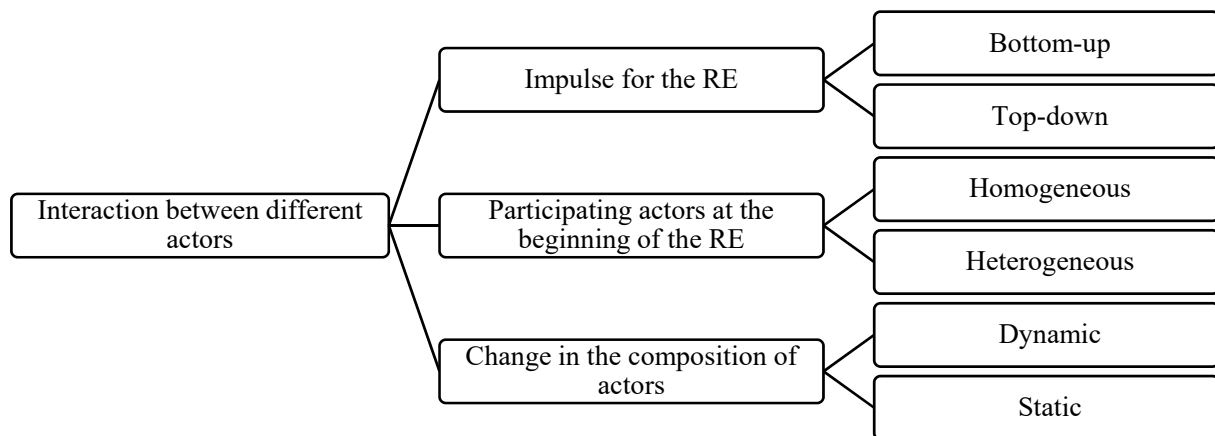 Interaction between different
actors
Impulse for the RE
Participating actors at the
beginning of the RE
Change in the composition of
actors
Bottom-up
Top-down
Homogeneous
Heterogeneous
Dynamic
Static